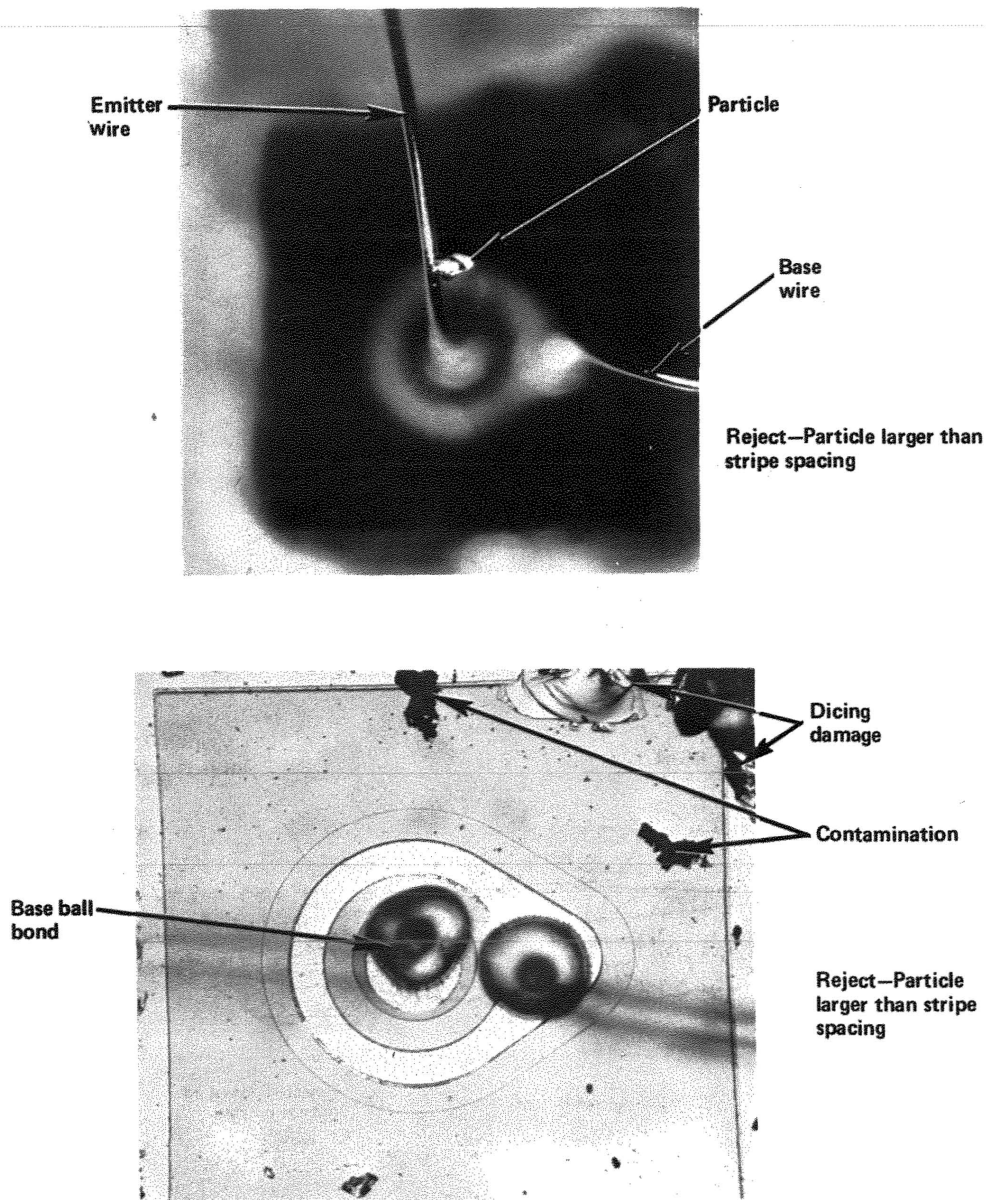 Emitter
wire
Particle
Base
wire
Reject—Particle larger than
stripe spacing
Dicing
damage
Contamination
Base ball
bond
Reject—Particle
larger than stripe
spacing